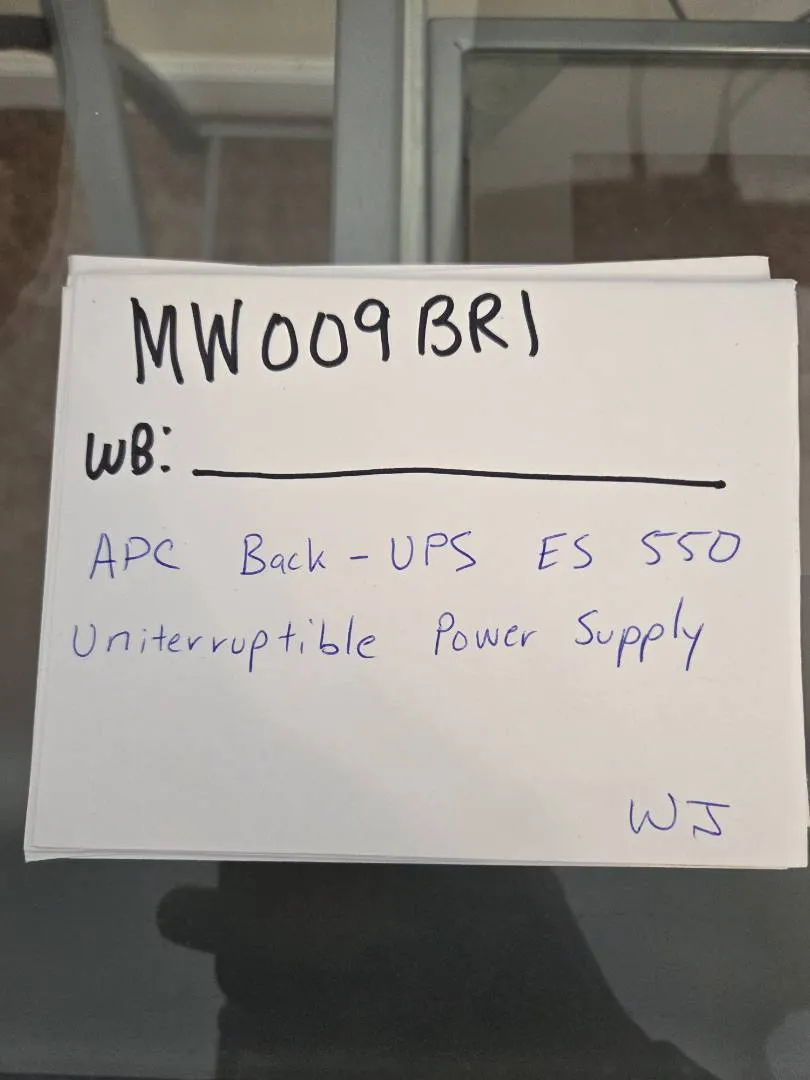 MW009BR1
WB:
APC Back-UPS ES 550
Uniterruptible Power Supply
WJ